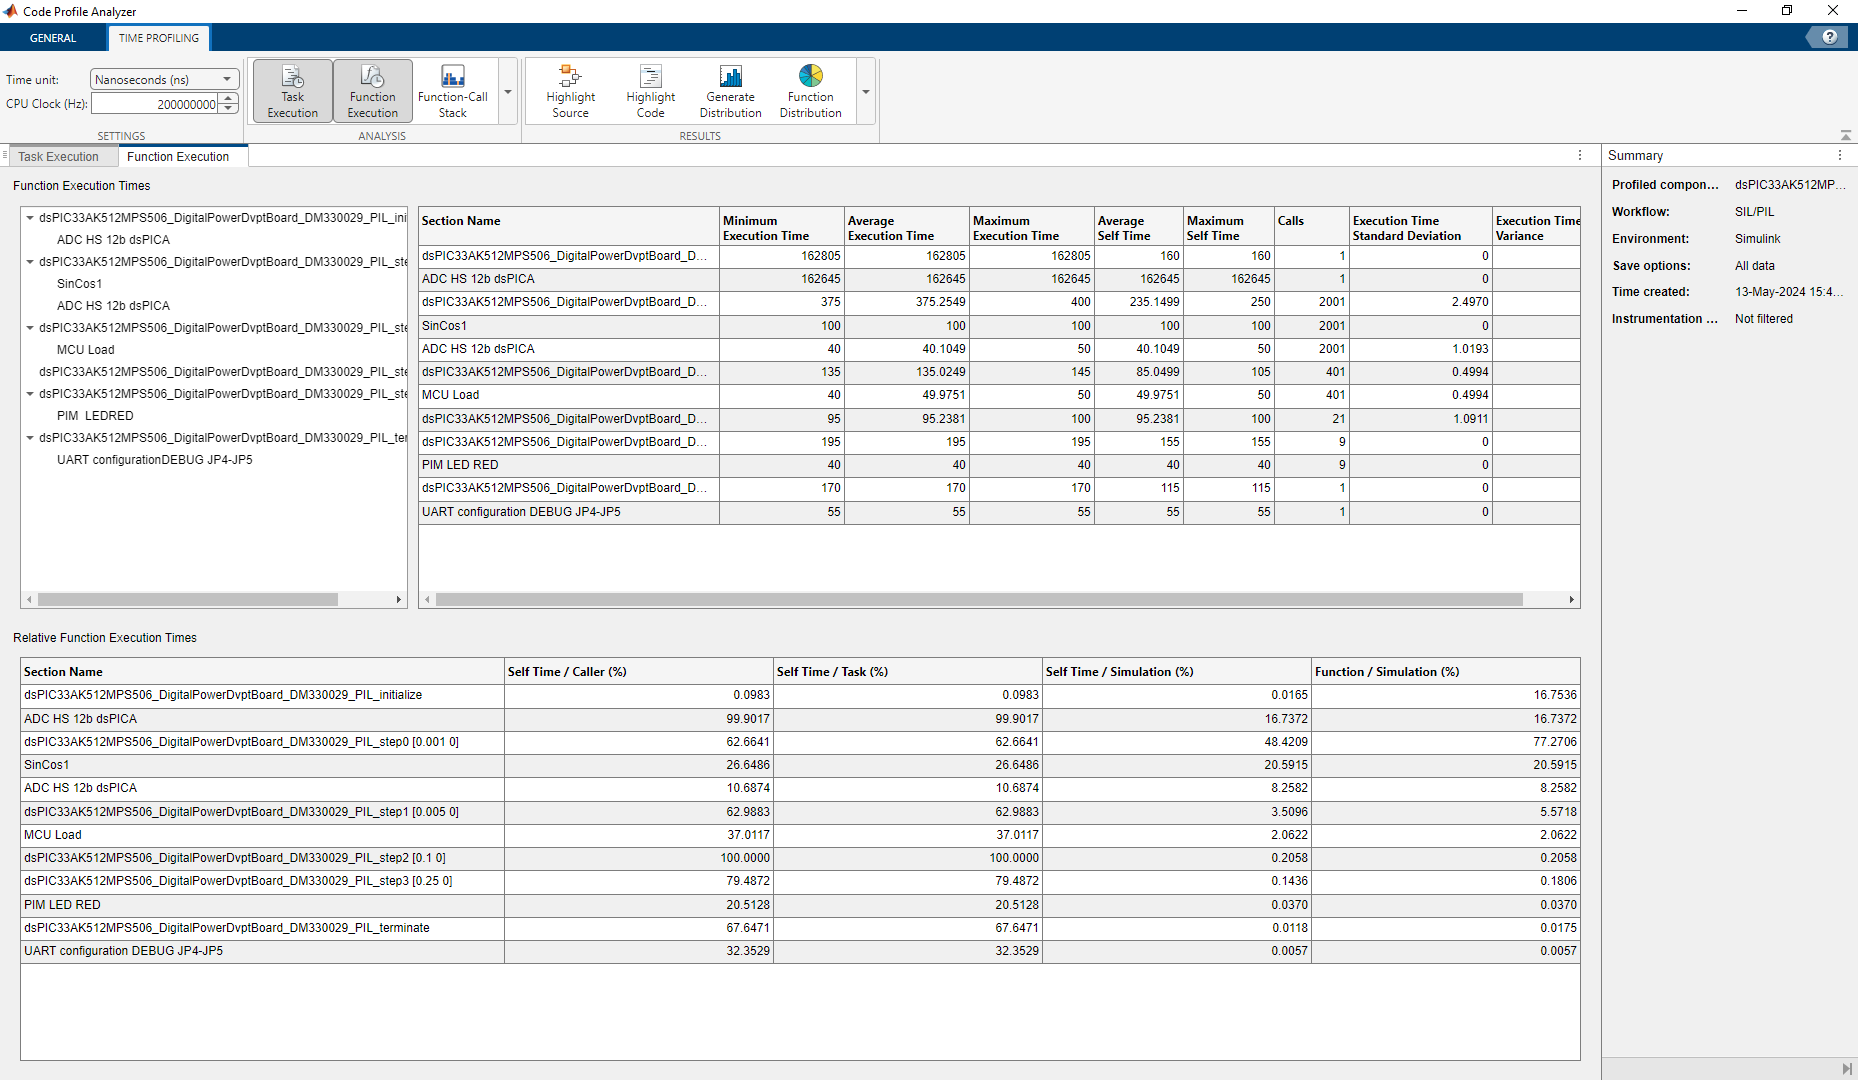 Code Profile Analyzer
GENERAL
TIME PROFILING
?
Time unit: Nanoseconds (ns)
CPU Clock (Hz): 200000000
SETTINGS
Task Execution
Function Execution
Function-Call Stack
ANALYSIS
Highlight Source
Highlight Code
Generate Distribution
Function Distribution
RESULTS
Task Execution
Function Execution
Function Execution Times
dsPIC33AK512MPS506_DigitalPowerDvptBoard_DM330029_PIL_ini
ADC HS 12b dsPICA
dsPIC33AK512MPS506_DigitalPowerDvptBoard_DM330029_PIL_ste
SinCos1
ADC HS 12b dsPICA
dsPIC33AK512MPS506_DigitalPowerDvptBoard_DM330029_PIL_ste
MCU Load
dsPIC33AK512MPS506_DigitalPowerDvptBoard_DM330029_PIL_ste
dsPIC33AK512MPS506_DigitalPowerDvptBoard_DM330029_PIL_ste
PIM LEDRED
dsPIC33AK512MPS506_DigitalPowerDvptBoard_DM330029_PIL_ter
UART configurationDEBUG JP4-JP5
Section Name Minimum Execution Time Average Execution Time Maximum Execution Time Average Self Time Maximum Self Time Calls Execution Time Standard Deviation Execution Time Variance
dsPIC33AK512MPS506_DigitalPowerDvptBoard_D... 162805 162805 162805 160 160 1 0
ADC HS 12b dsPICA 162645 162645 162645 162645 162645 1 0
dsPIC33AK512MPS506_DigitalPowerDvptBoard_D... 375 375.2549 400 235.1499 250 2001 2.4970
SinCos1 100 100 100 100 100 2001 0
ADC HS 12b dsPICA 40 40.1049 50 40.1049 50 2001 1.0193
dsPIC33AK512MPS506_DigitalPowerDvptBoard_D... 135 135.0249 145 85.0499 105 401 0.4994
MCU Load 40 49.9751 50 49.9751 50 401 0.4994
dsPIC33AK512MPS506_DigitalPowerDvptBoard_D... 95 95.2381 100 95.2381 100 21 1.0911
dsPIC33AK512MPS506_DigitalPowerDvptBoard_D... 195 195 195 155 155 9 0
PIM LED RED 40 40 40 40 40 9 0
dsPIC33AK512MPS506_DigitalPowerDvptBoard_D... 170 170 170 115 115 1 0
UART configuration DEBUG JP4-JP5 55 55 55 55 55 1 0
Relative Function Execution Times
Section Name Self Time / Caller (%) Self Time / Task (%) Self Time / Simulation (%) Function / Simulation (%)
dsPIC33AK512MPS506_DigitalPowerDvptBoard_DM330029_PIL_initialize 0.0983 0.0983 0.0165 16.7536
ADC HS 12b dsPICA 99.9017 99.9017 16.7372 16.7372
dsPIC33AK512MPS506_DigitalPowerDvptBoard_DM330029_PIL_step0 [0.001 0] 62.6641 62.6641 48.4209 77.2706
SinCos1 26.6486 26.6486 20.5915 20.5915
ADC HS 12b dsPICA 10.6874 10.6874 8.2582 8.2582
dsPIC33AK512MPS506_DigitalPowerDvptBoard_DM330029_PIL_step1 [0.005 0] 62.9883 62.9883 3.5096 5.5718
MCU Load 37.0117 37.0117 2.0622 2.0622
dsPIC33AK512MPS506_DigitalPowerDvptBoard_DM330029_PIL_step2 [0.1 0] 100.0000 100.0000 0.2058 0.2058
dsPIC33AK512MPS506_DigitalPowerDvptBoard_DM330029_PIL_step3 [0.25 0] 79.4872 79.4872 0.1436 0.1806
PIM LED RED 20.5128 20.5128 0.0370 0.0370
dsPIC33AK512MPS506_DigitalPowerDvptBoard_DM330029_PIL_terminate 67.6471 67.6471 0.0118 0.0175
UART configuration DEBUG JP4-JP5 32.3529 32.3529 0.0057 0.0057
Summary
Profiled compon... dsPIC33AK512MP...
Workflow: SIL/PIL
Environment: Simulink
Save options: All data
Time created: 13-May-2024 15:4...
Instrumentation ... Not filtered